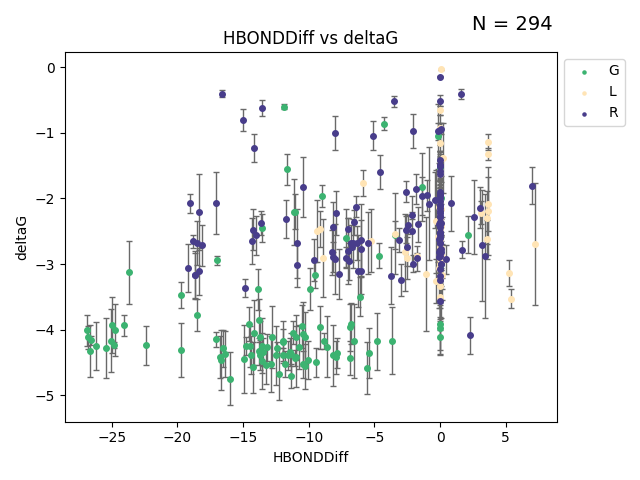 N = 294
HBONDDiff vs deltaG
G
L
R
deltaG
0
−1
−2
−3
−4
−5
−25
−20
−15
−10
−5
0
5
HBONDDiff